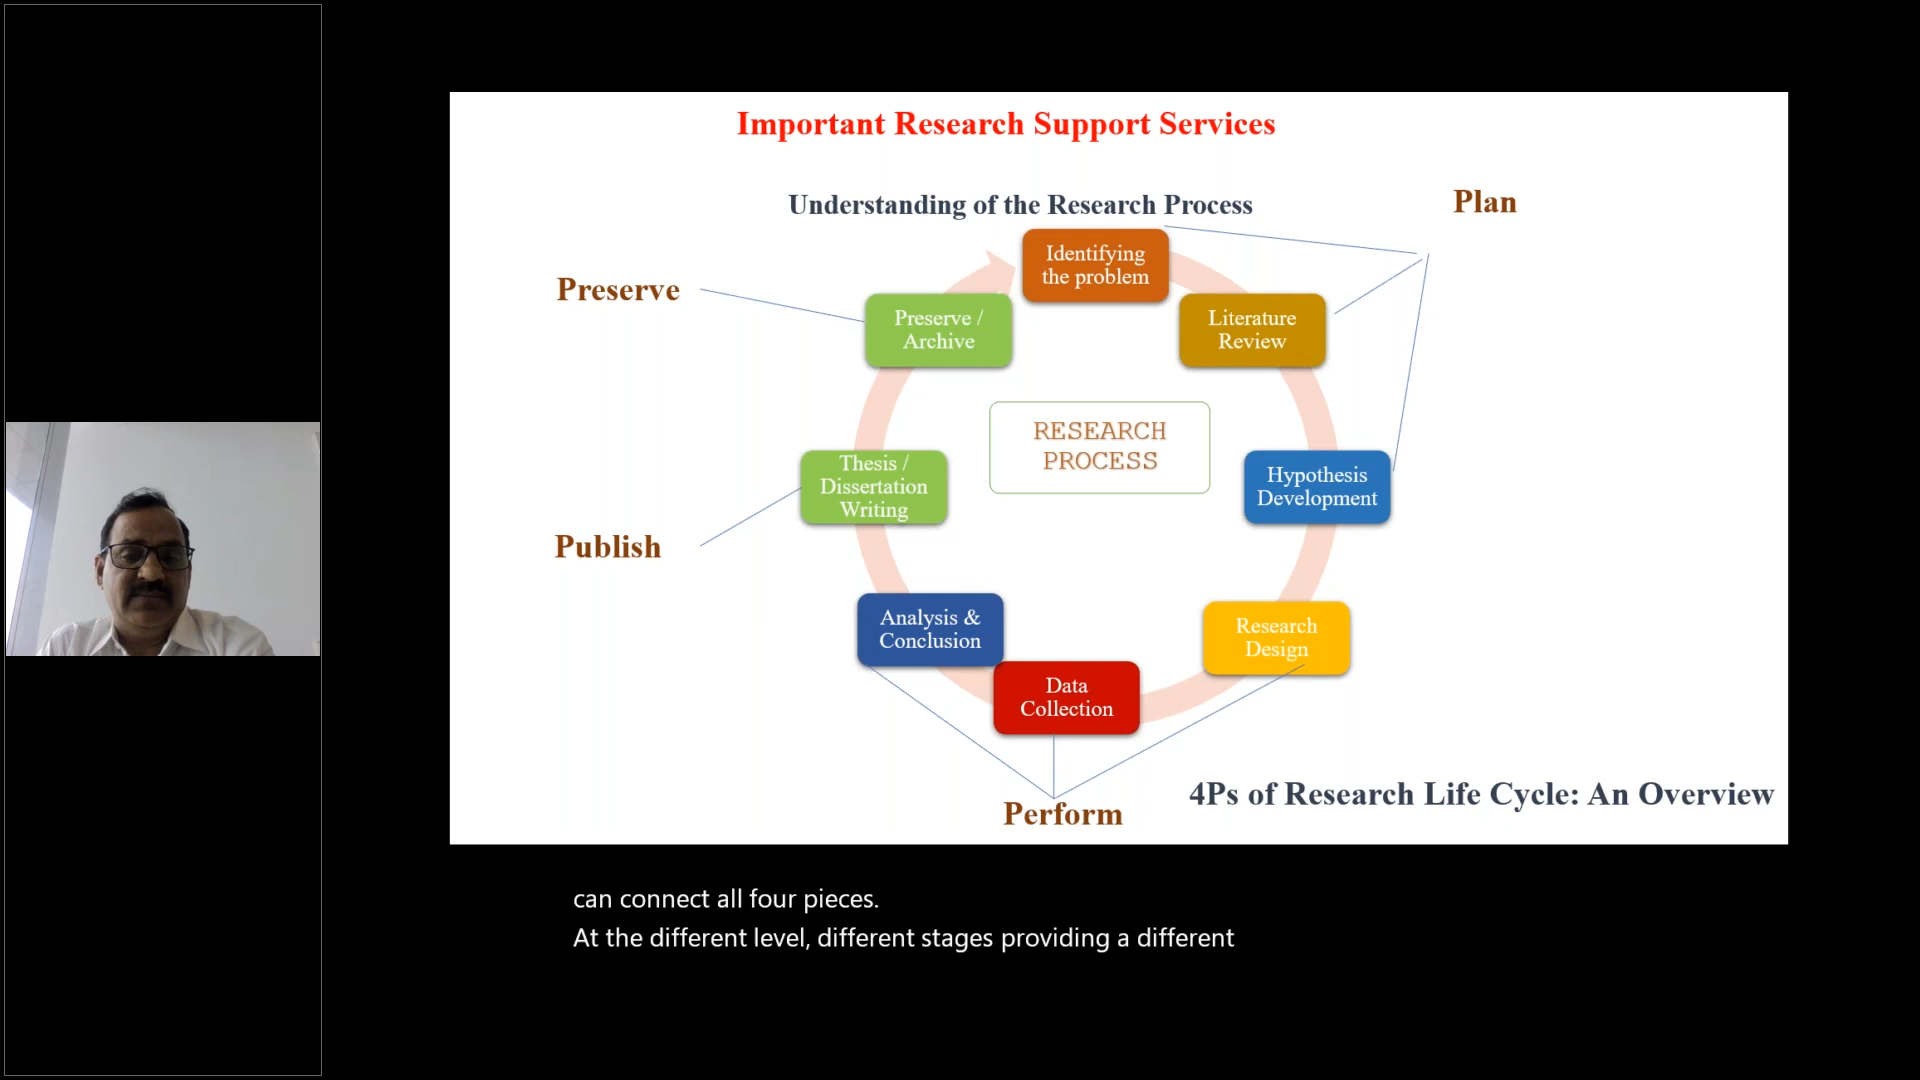 Important Research Support Services
Understanding of the Research Process
Plan
Identifying
the problem
Preserve
Preserve /
Archive
Literature
Review
RESEARCH
PROCESS
Thesis /
Dissertation
Writing
Hypothesis
Development
Publish
Analysis &
Conclusion
Research
Design
Data
Collection
4Ps of Research Life Cycle: An Overview
Perform
can connect all four pieces.
At the different level, different stages providing a different